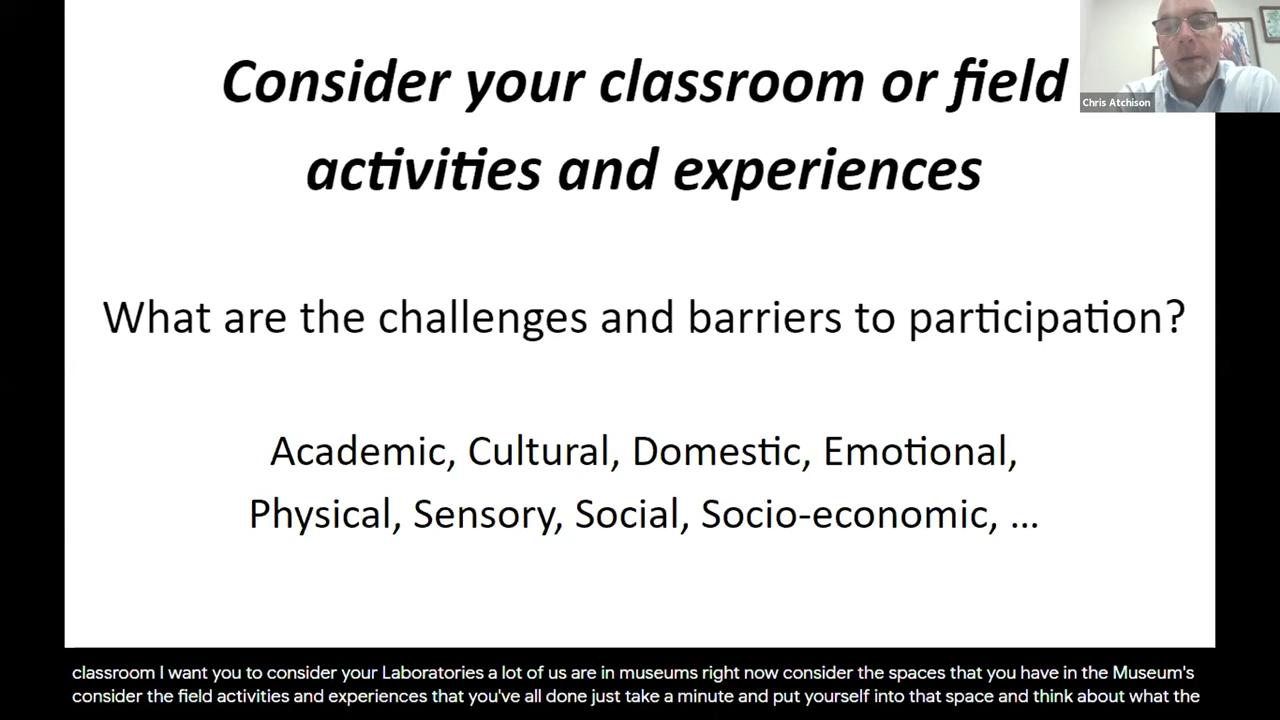 Consider your classroom or field
activities and experiences
Chris Atchison
What are the challenges and barriers to participation?
Academic, Cultural, Domestic, Emotional,
Physical, Sensory, Social, Socio-economic, ...
classroom I want you to consider your Laboratories a lot of us are in museums right now consider the spaces that you have in the Museum's
consider the field activities and experiences that you've all done just take a minute and put yourself into that space and think about what the